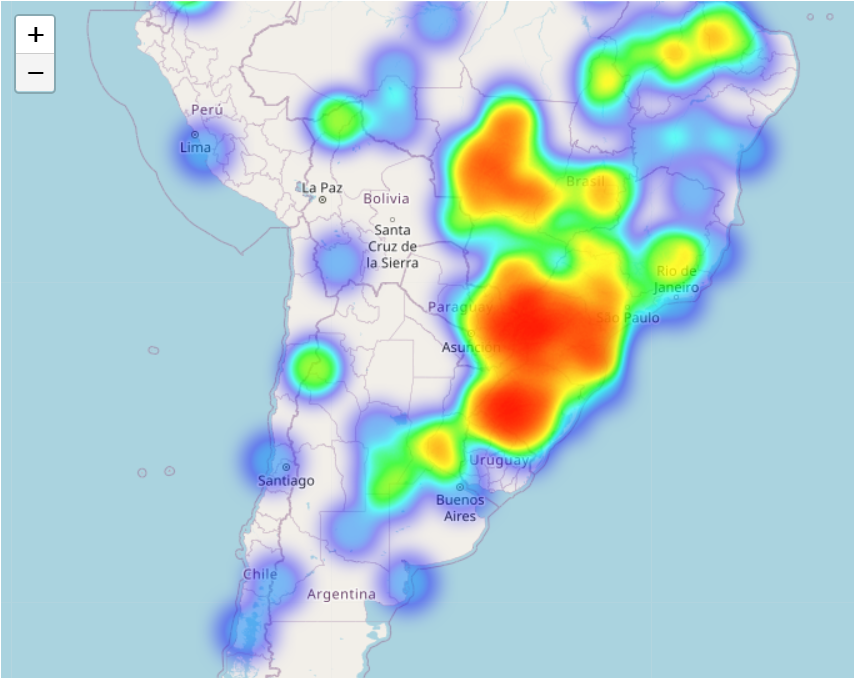 +
−
Perú
Lima
La Paz
Bolivia
Brasil
Santa
Cruz de
la Sierra
Rio de
Janeiro
Paraguay
São Paulo
Asunción
Uruguay
Santiago
Buenos
Aires
Chile
Argentina